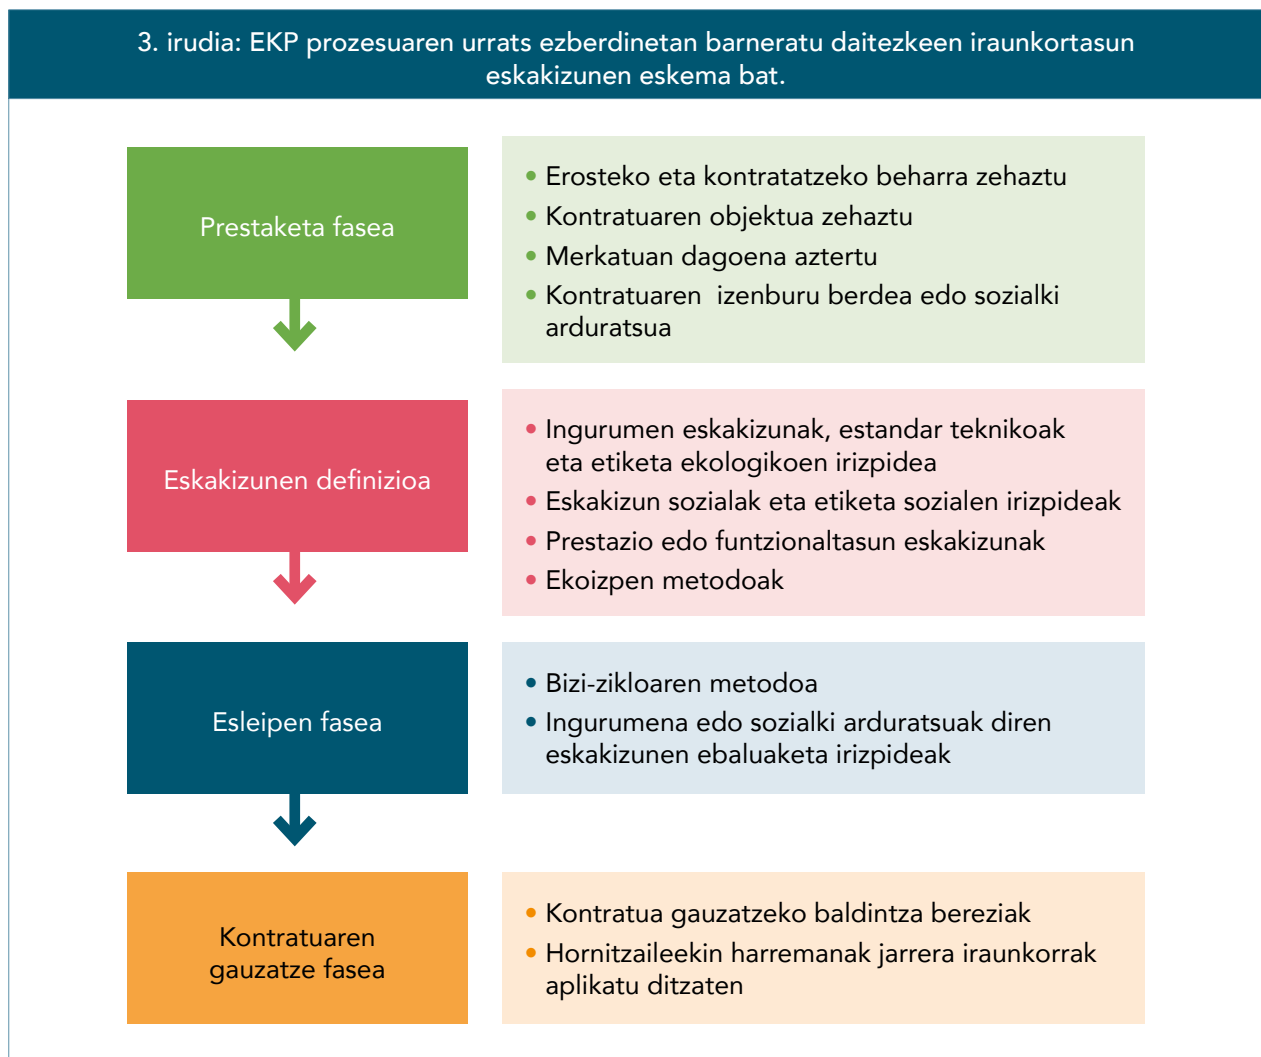 3. irudia: EKP prozesuaren urrats ezberdinetan barneratu daitezkeen iraunkortasun
eskakizunen eskema bat.
Prestaketa fasea
• Erosteko eta kontratatzeko beharra zehaztu
• Kontratuaren objektua zehaztu
• Merkatuan dagoena aztertu
• Kontratuaren izenburu berdea edo sozialki
arduratsua
Eskakizunen definizioa
• Ingurumen eskakizunak, estandar teknikoak
eta etiketa ekologikoen irizpidea
• Eskakizun sozialak eta etiketa sozialen irizpideak
• Prestazio edo funtzionaltasun eskakizunak
• Ekoizpen metodoak
Esleipen fasea
• Bizi-zikloaren metodoa
• Ingurumena edo sozialki arduratsuak diren
eskakizunen ebaluaketa irizpideak
Kontratuaren
gauzatze fasea
• Kontratua gauzatzeko baldintza bereziak
• Hornitzaileekin harremanak jarrera iraunkorrak
aplikatu ditzaten